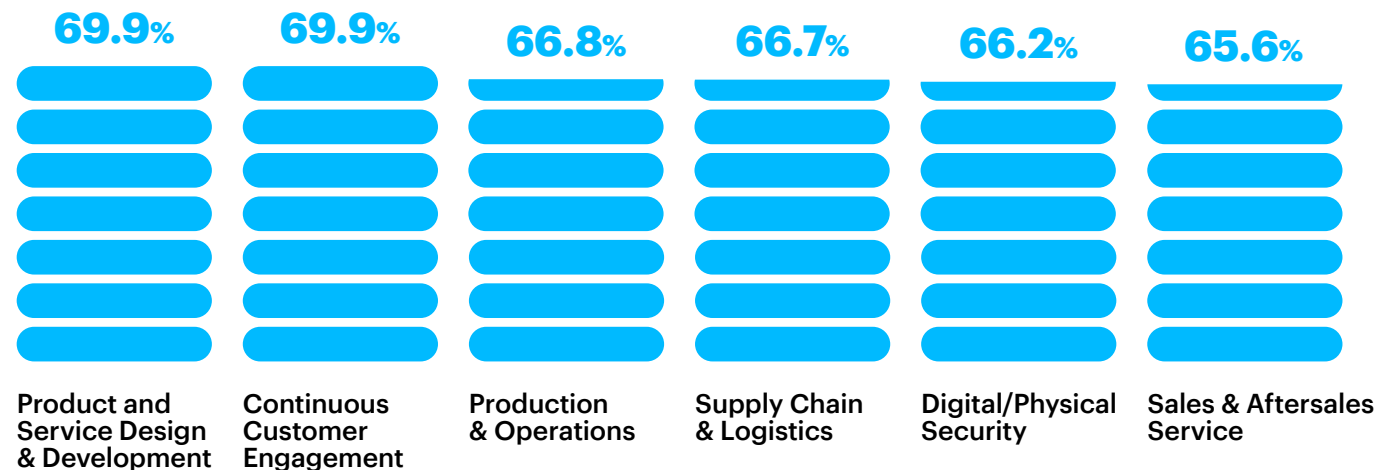 69.9%
69.9%
66.8%
66.7%
66.2%
65.6%
Product and
Service Design
& Development
Continuous
Customer
Engagement
Production
& Operations
Supply Chain
& Logistics
Digital/Physical
Security
Sales & Aftersales
Service